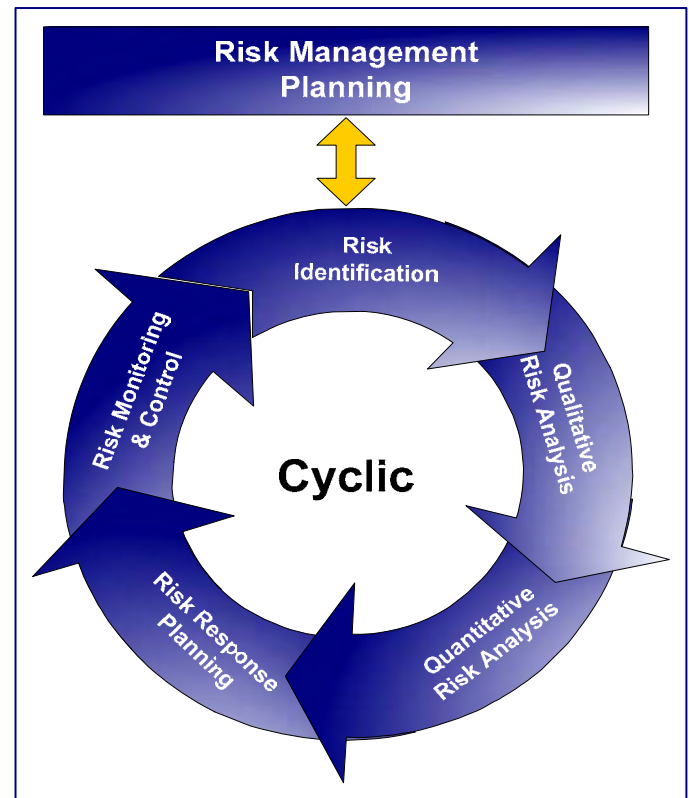 Risk Management
Planning
Risk
Identification
Qualitative
Risk Analysis
Quantitative
Risk Analysis
Risk Response
Planning
Risk Monitoring
& Control
Cyclic